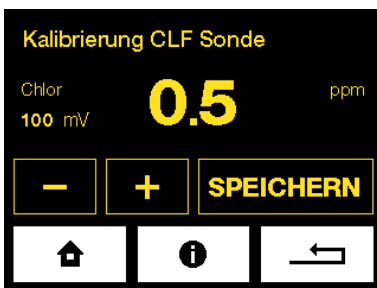 Kalibrierung CLF Sonde
Chlor 0.5 ppm
100 mV
− + SPEICHERN